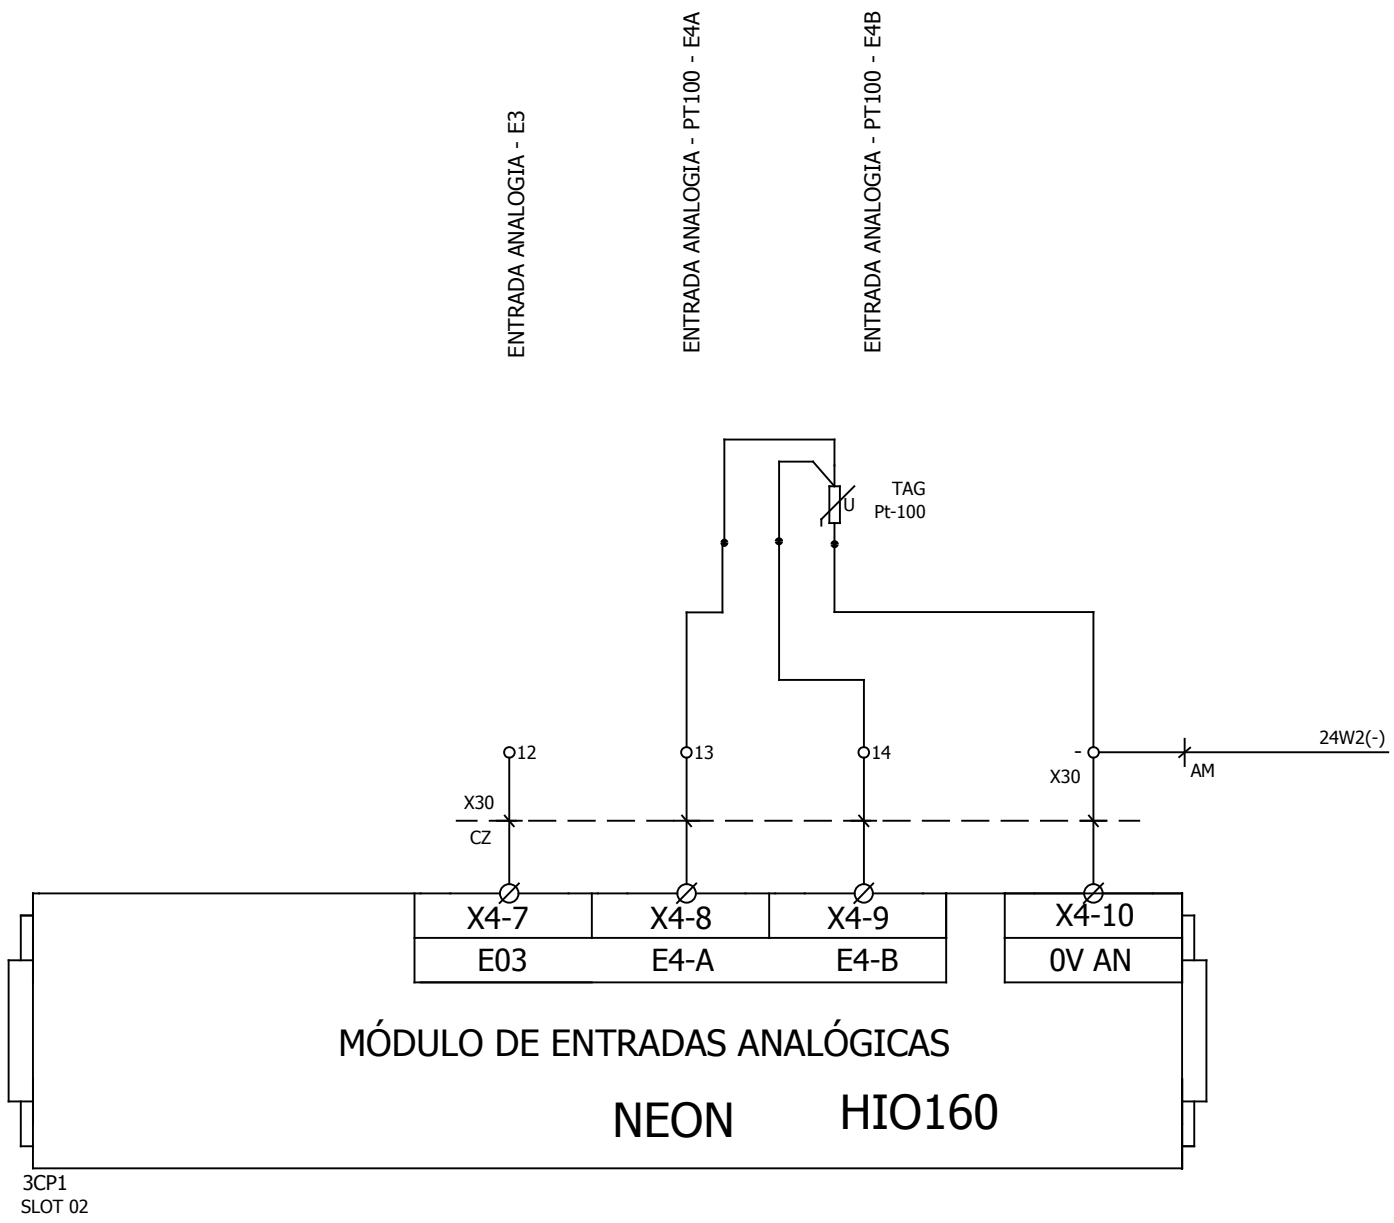 ENTRADA ANALOGIA - E3
ENTRADA ANALOGIA - PT100 - E4A
ENTRADA ANALOGIA - PT100 - E4B
TAG
U
Pt-100
12
13
14
-
24W2(-)
X30
AM
X30
CZ
X4-7
X4-8
X4-9
X4-10
E03
E4-A
E4-B
0V AN
MÓDULO DE ENTRADAS ANALÓGICAS
NEON
HIO160
3CP1
SLOT 02